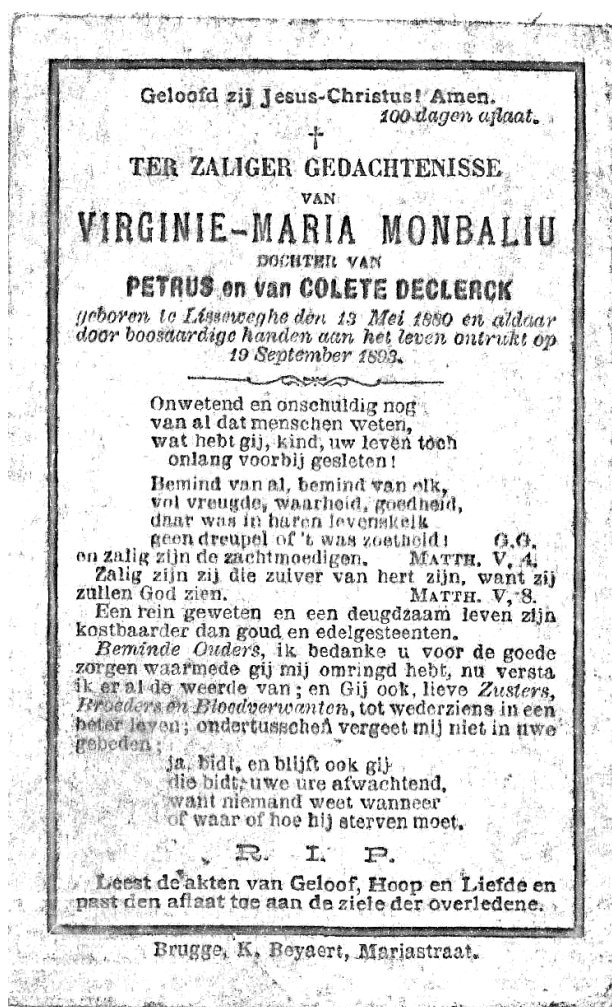 Geloofd zij Jesus-Christus! Amen.
100 dagen aflaat.
TER ZALIGER GEDACHTENISSE
VAN
VIRGINIE-MARIA MONBALIU
DOCHTER VAN
PETRUS en van COLETE DECLERCK
geboren te Lisseweghe den 13 Mei 1880 en aldaar
door boosaardige handen aan het leven ontrukt op
19 September 1893.
Onwetend en onschuldig nog
van al dat menschen weten,
wat hebt gij, kind, uw leven toch
onlang voorbij gesleten!
Bemind van al, bemind van elk,
vol vreugde, waarheid, goedheid,
daar was in haren levenskelk
geen dreupel of 't was zoetheid! G.G.
en zalig zijn de zachtmoedigen. MATTH. V, 4.
Zalig zijn zij die zuiver van hert zijn, want zij
zullen God zien. MATTH. V, 8.
Een rein geweten en een deugdzaam leven zijn
kostbaarder dan goud en edelgesteenten.
Beminde Ouders, ik bedanke u voor de goede
zorgen waarmede gij mij omringd hebt, nu versta
ik er al de weerde van; en Gij ook, lieve Zusters,
Broeders en Bloedverwanten, tot wederziens in een
beter leven; ondertusschen vergeet mij niet in uwe
gebeden;
ja, bidt, en blijft ook gij
die bidt, uwe ure afwachtend,
want niemand weet wanneer
of waar of hoe hij sterven moet.
R. I. P.
Leest de akten van Geloof, Hoop en Liefde en
past den aflaat toe aan de ziele der overledene.
Brugge, K. Beyaert, Mariastraat.